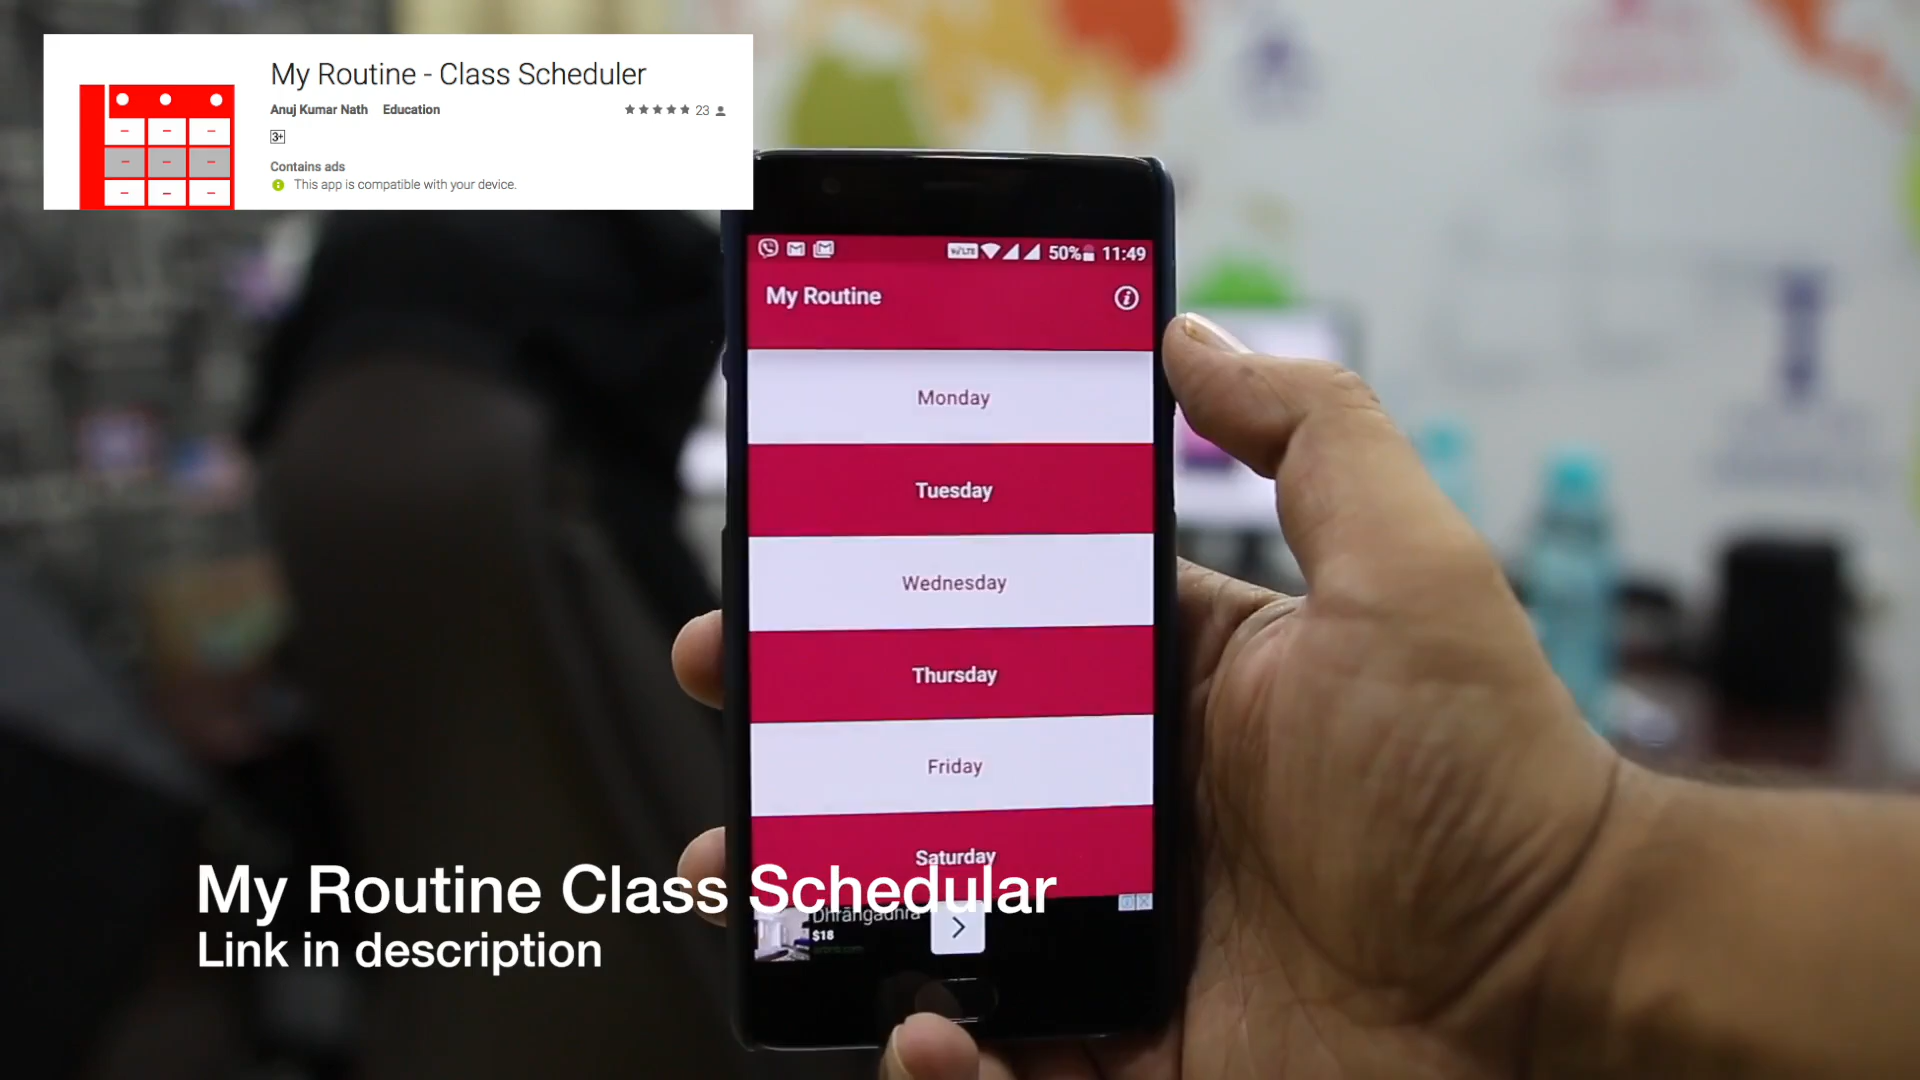 My Routine - Class Scheduler
Anuj Kumar Nath Education
23
3+
Contains ads
This app is compatible with your device.
VoLTE 50% 11:49
My Routine
Monday
Tuesday
Wednesday
Thursday
Friday
Saturday
My Routine Class Schedular
Dhrangadhra
$18
Link in description